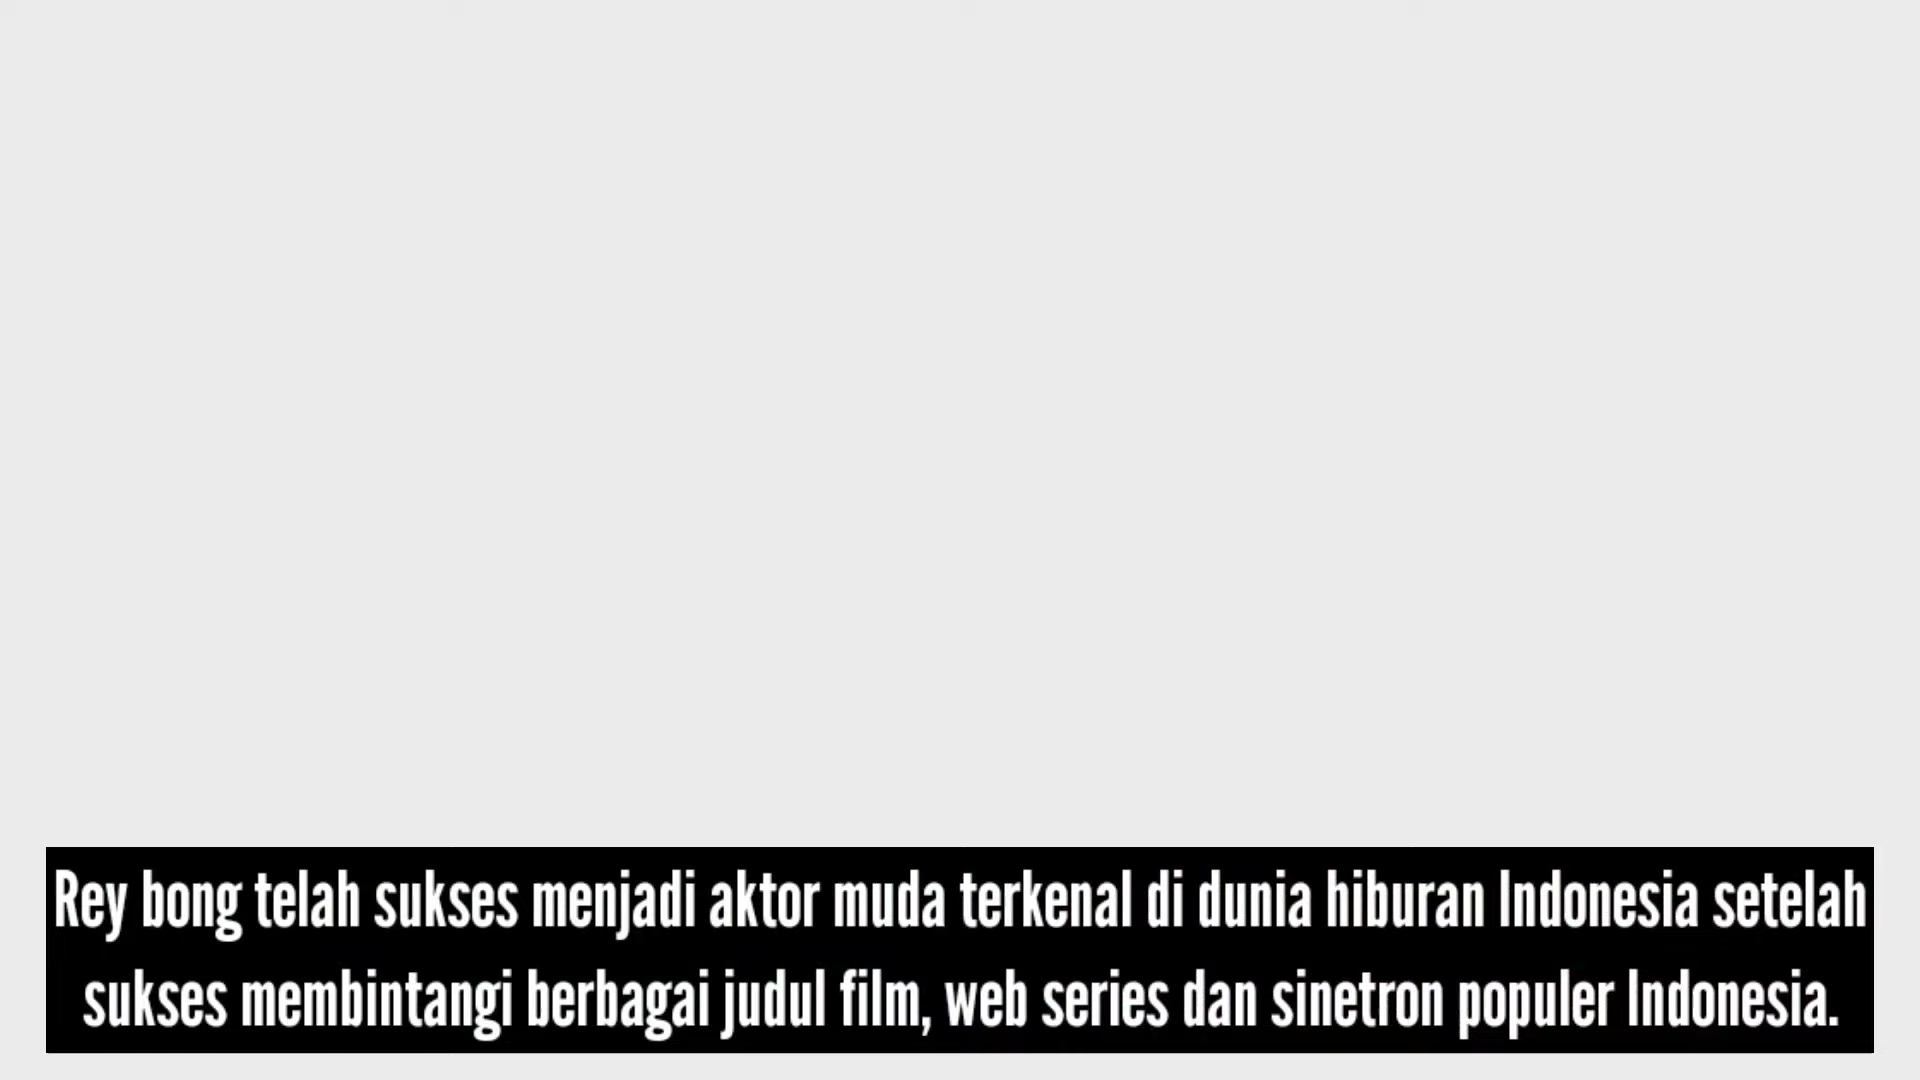 Rey bong telah sukses menjadi aktor muda terkenal di dunia hiburan Indonesia setelah
sukses membintangi berbagai judul film, web series dan sinetron populer Indonesia.